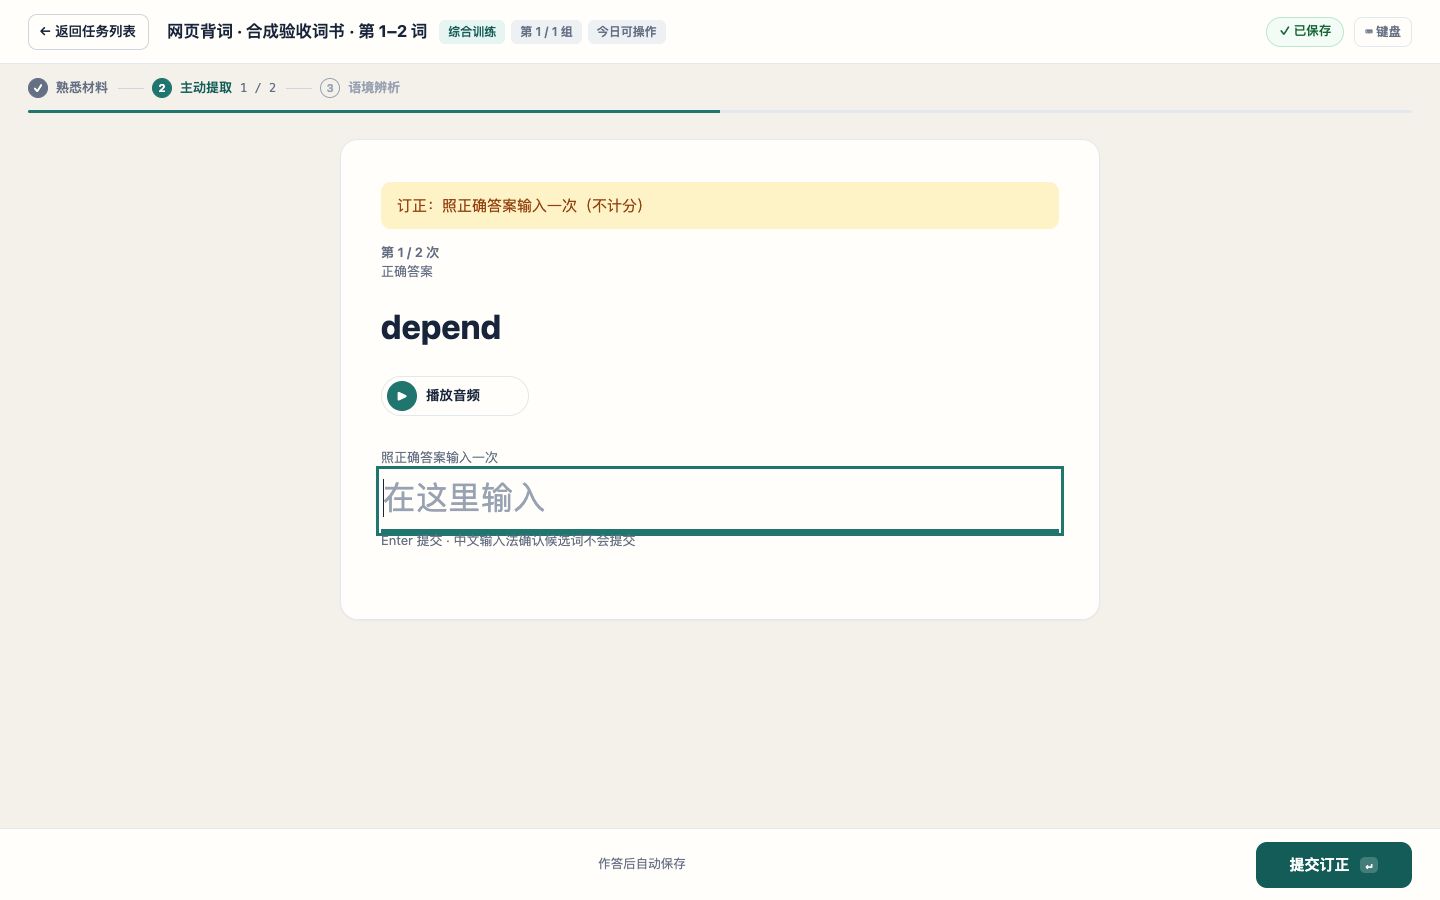 ← 返回任务列表 网页背词 · 合成验收词书 · 第 1–2 词 综合训练 第 1 / 1 组 今日可操作 ✓ 已保存 ⌨ 键盘
✓ 熟悉材料 2 主动提取 1 / 2 3 语境辨析
订正：照正确答案输入一次（不计分）
第 1 / 2 次
正确答案
depend
播放音频
照正确答案输入一次
在这里输入
Enter 提交 · 中文输入法确认候选词不会提交
作答后自动保存 提交订正 ↵